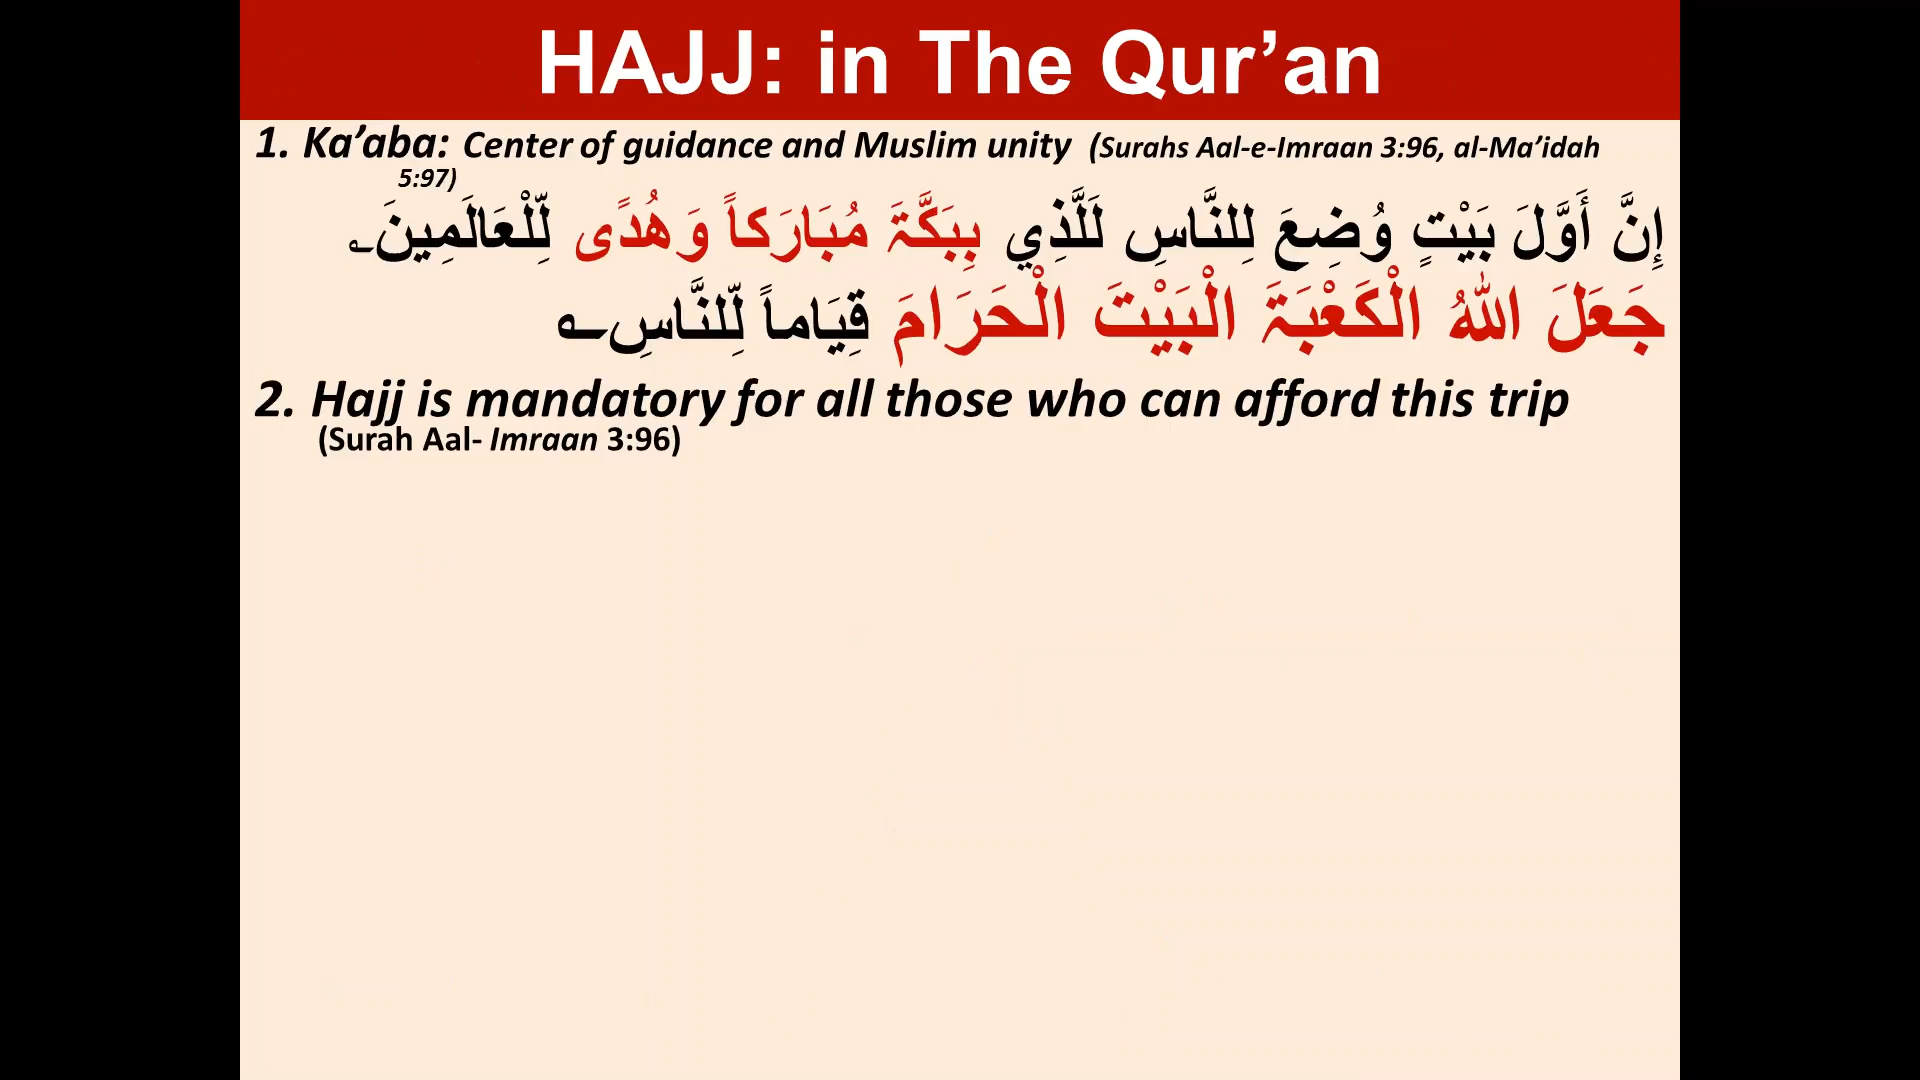 HAJJ: in The Qur’an
1. Ka’aba: Center of guidance and Muslim unity (Surahs Aal-e-Imraan 3:96, al-Ma’idah
5:97)
إِنَّ أَوَّلَ بَيْتٍ وُضِعَ لِلنَّاسِ لَلَّذِي بِبَكَّةَ مُبَارَكاً وَهُدًى لِّلْعَالَمِينَ
جَعَلَ اللّٰهُ الْكَعْبَةَ الْبَيْتَ الْحَرَامَ قِيَاماً لِّلنَّاسِ
2. Hajj is mandatory for all those who can afford this trip
(Surah Aal- Imraan 3:96)